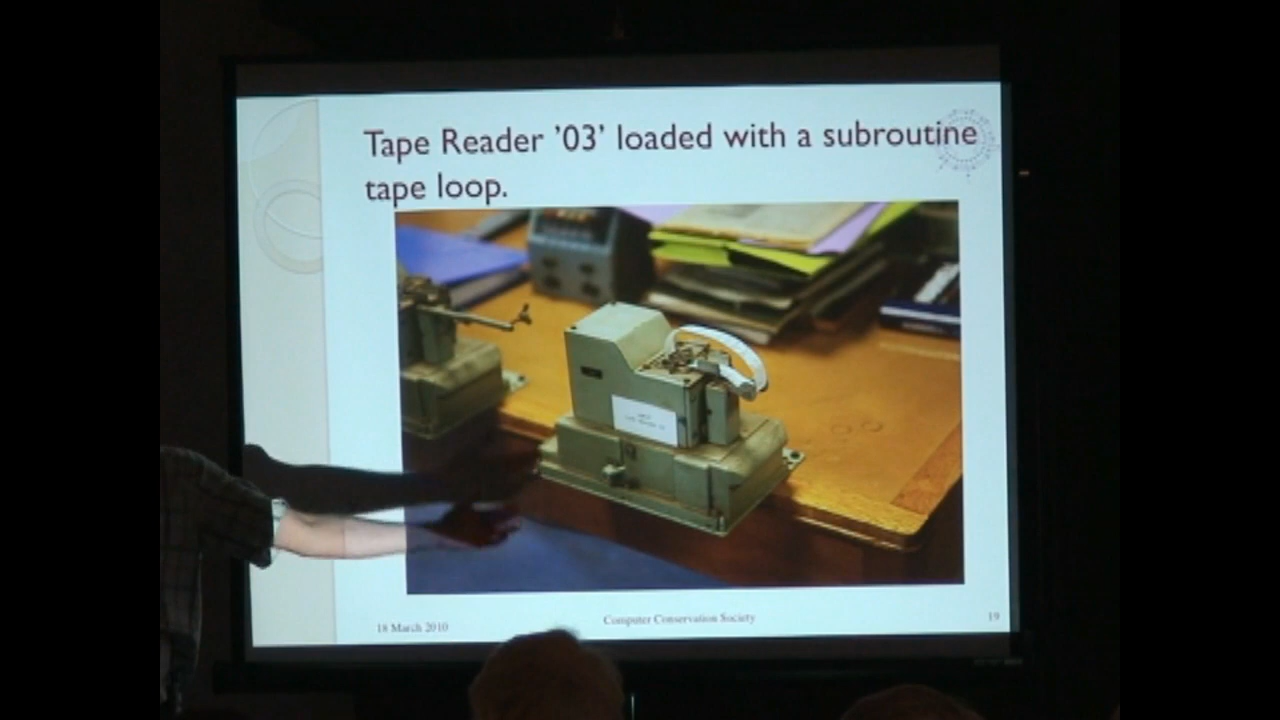 Tape Reader ’03’ loaded with a subroutine
tape loop.
18 March 2010
Computer Conservation Society
19